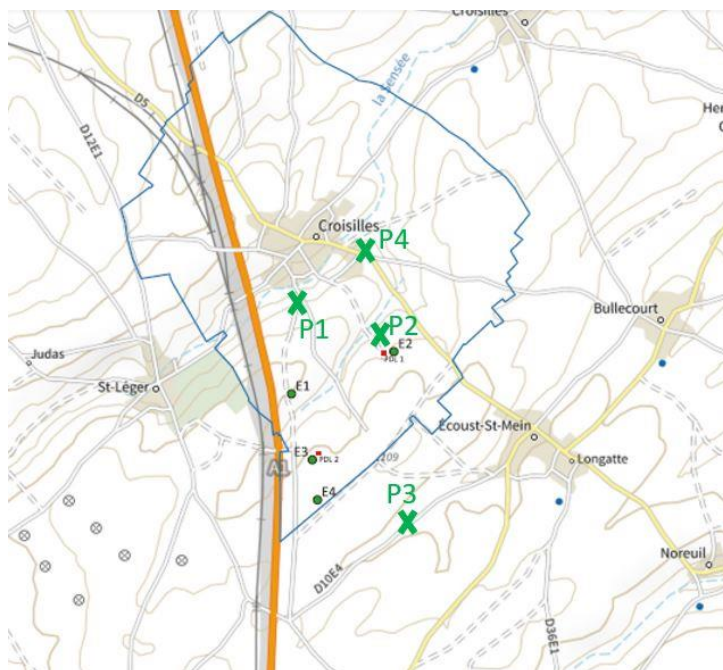 Croisilles
la Sensée
D5
D12E1
Her
Croisilles
P4
P1
P2
E2
PDL 1
Bullecourt
Judas
St-Léger
E1
Ecoust-St-Mein
E3
PDL 2
Longatte
A1
E4
P3
Noreuil
D10E4
D36E1